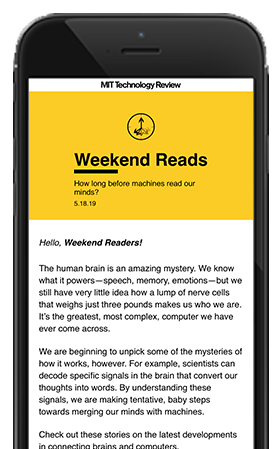 MIT Technology Review
Weekend Reads
How long before machines read our
minds?
5.18.19
Hello, Weekend Readers!
The human brain is an amazing mystery. We know
what it powers—speech, memory, emotions—but we
still have very little idea how a lump of nerve cells
that weighs just three pounds makes us who we are.
It's the greatest, most complex, computer we have
ever come across.
We are beginning to unpick some of the mysteries of
how it works, however. For example, scientists can
decode specific signals in the brain that convert our
thoughts into words. By understanding these
signals, we are making tentative, baby steps
towards merging our minds with machines.
Check out these stories on the latest developments
in connecting brains and computers.